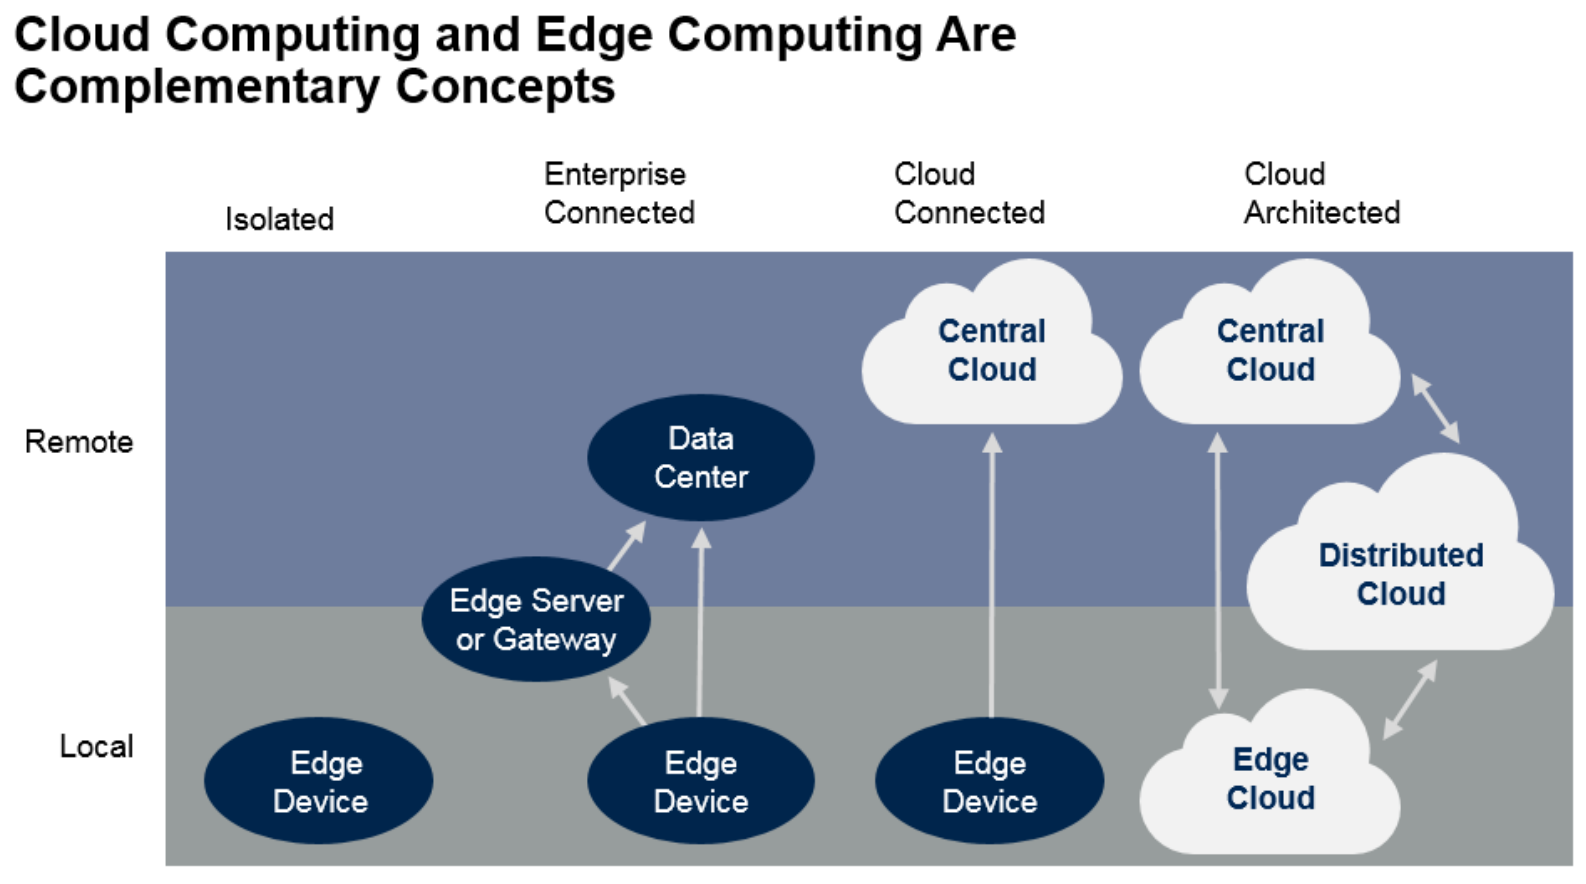 Cloud Computing and Edge Computing Are
Complementary Concepts
Isolated
Enterprise
Connected
Cloud
Connected
Cloud
Architected
Remote
Local
Edge
Device
Data
Center
Edge Server
or Gateway
Edge
Device
Central
Cloud
Edge
Device
Central
Cloud
Distributed
Cloud
Edge
Cloud